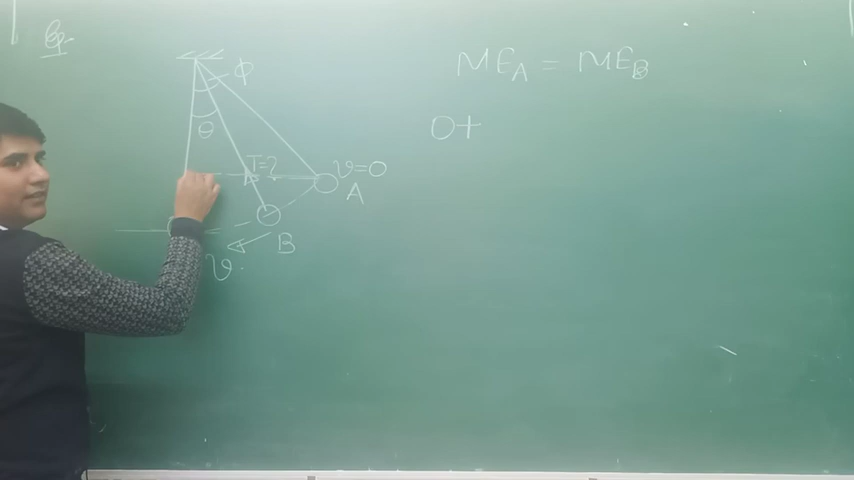 Q.
ME_A = ME_B
ϕ
θ
0+
T=?
v=0
A
B
v